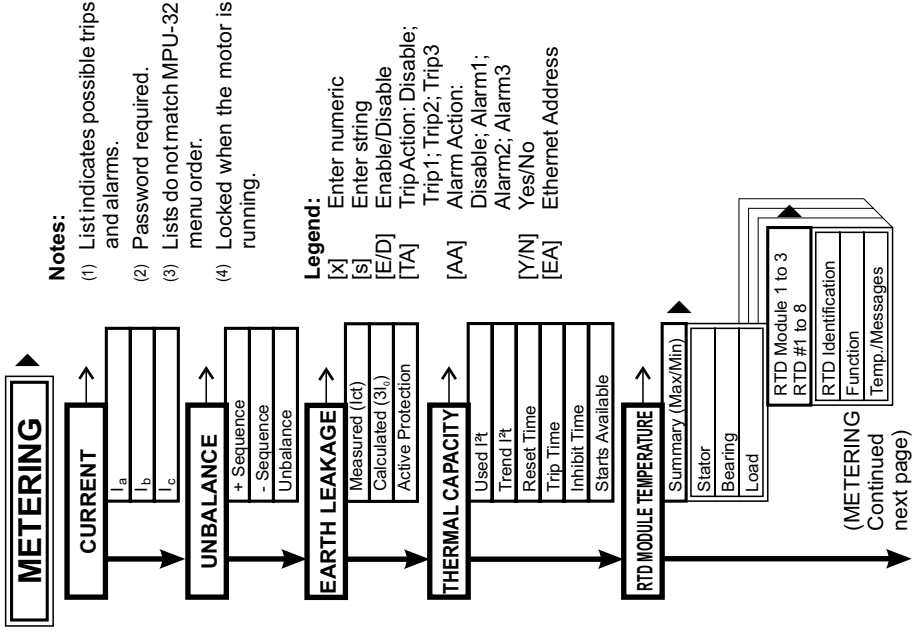 METERING
CURRENT
Ia
Ib
Ic
UNBALANCE
+ Sequence
- Sequence
Unbalance
EARTH LEAKAGE
Measured (Ict)
Calculated (3I₀)
Active Protection
THERMAL CAPACITY
Used I²t
Trend I²t
Reset Time
Trip Time
Inhibit Time
Starts Available
RTD MODULE TEMPERATURE
Summary (Max/Min)
Stator
Bearing
Load
RTD Module 1 to 3
RTD #1 to 8
RTD Identification
Function
Temp./Messages
(METERING
Continued
next page)
Notes:
(1) List indicates possible trips
and alarms.
(2) Password required.
(3) Lists do not match MPU-32
menu order.
(4) Locked when the motor is
running.
Legend:
[x] Enter numeric
[s] Enter string
[E/D] Enable/Disable
[TA] Trip Action: Disable;
Trip1; Trip2; Trip3
[AA] Alarm Action:
Disable; Alarm1;
Alarm2; Alarm3
[Y/N] Yes/No
[EA] Ethernet Address